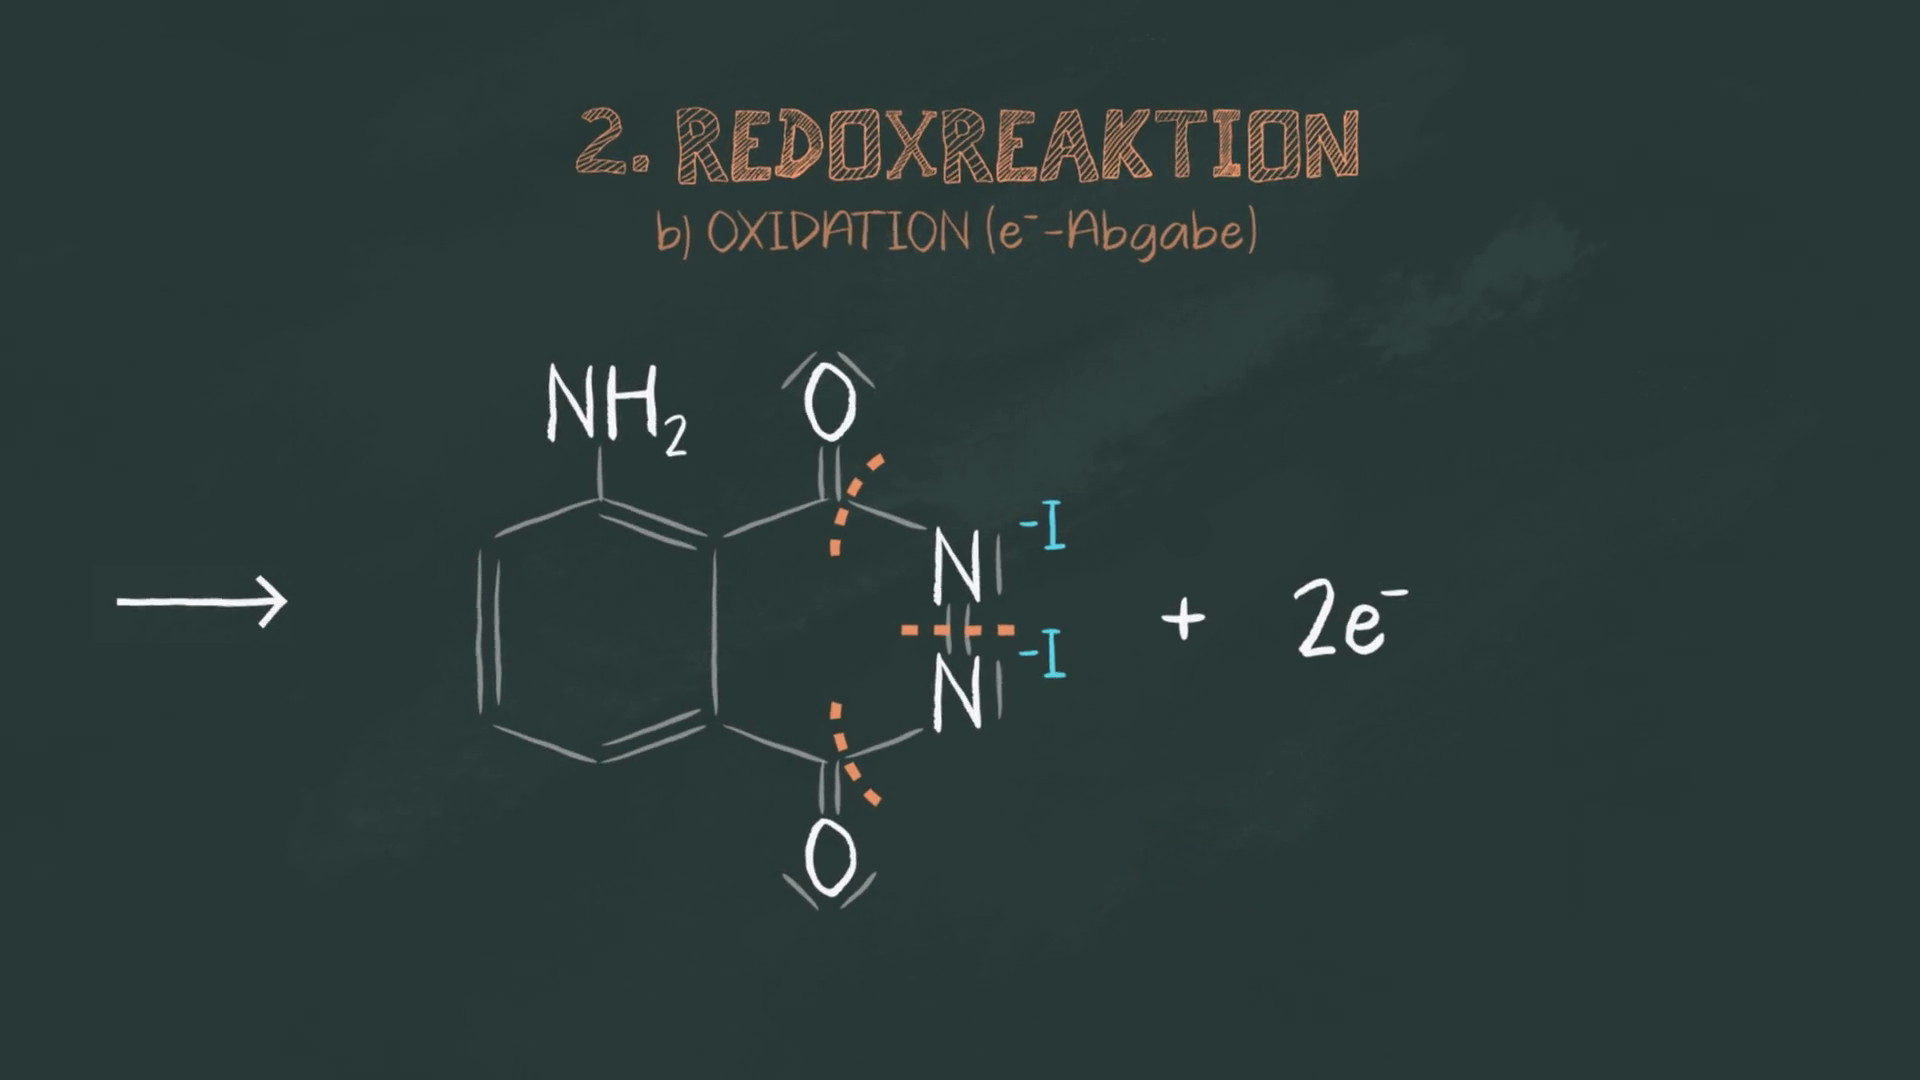 2. REDOXREAKTION
b) OXIDATION (e⁻-Abgabe)
NH₂
O
N
-I
+ 2e⁻
N
-I
O